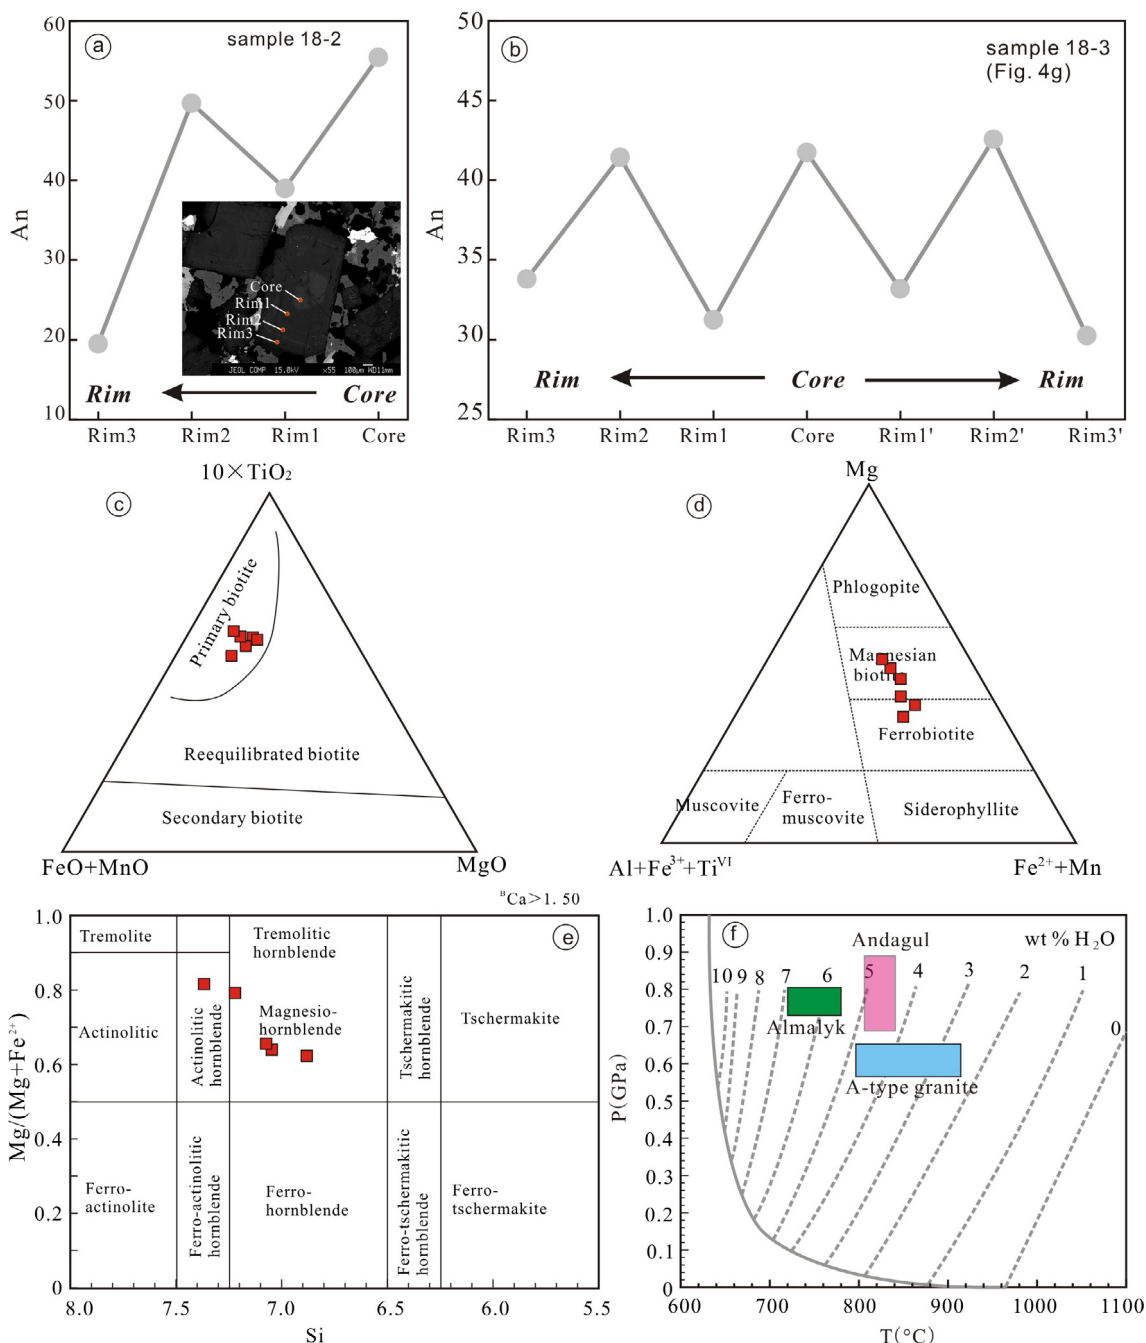 a
sample 18-2
An
60
50
40
30
20
10
Core
Rim1
Rim2
Rim3
JEOL COMP 15.0kV ×55 100μm WD11mm
Rim Core
Rim3 Rim2 Rim1 Core
b
sample 18-3
(Fig. 4g)
An
50
45
40
35
30
25
Rim Core Rim
Rim3 Rim2 Rim1 Core Rim1' Rim2' Rim3'
c
10×TiO₂
Primary biotite
Reequilibrated biotite
Secondary biotite
FeO+MnO MgO
d
Mg
Phlogopite
Magnesian
biotite
Ferrobiotite
Muscovite
Ferro-
muscovite
Siderophyllite
Al+Fe³⁺+Tiⱽᴵ Fe²⁺+Mn
ᴮCa>1.50
e
Mg/(Mg+Fe²⁺)
1.0
0.8
0.6
0.4
0.2
0
Tremolite
Tremolitic
hornblende
Actinolitic
Actinolitic
hornblende
Magnesio-
hornblende
Tschermakitic
hornblende
Tschermakite
Ferro-
actinolite
Ferro-actinolitic
hornblende
Ferro-
hornblende
Ferro-tschermakitic
hornblende
Ferro-
tschermakite
8.0 7.5 7.0 6.5 6.0 5.5
Si
f
P(GPa)
1.0
0.9
0.8
0.7
0.6
0.5
0.4
0.3
0.2
0.1
0
Andagul
wt % H₂O
10 9 8 7 6 5 4 3 2 1 0
Almalyk
A-type granite
600 700 800 900 1000 1100
T(°C)